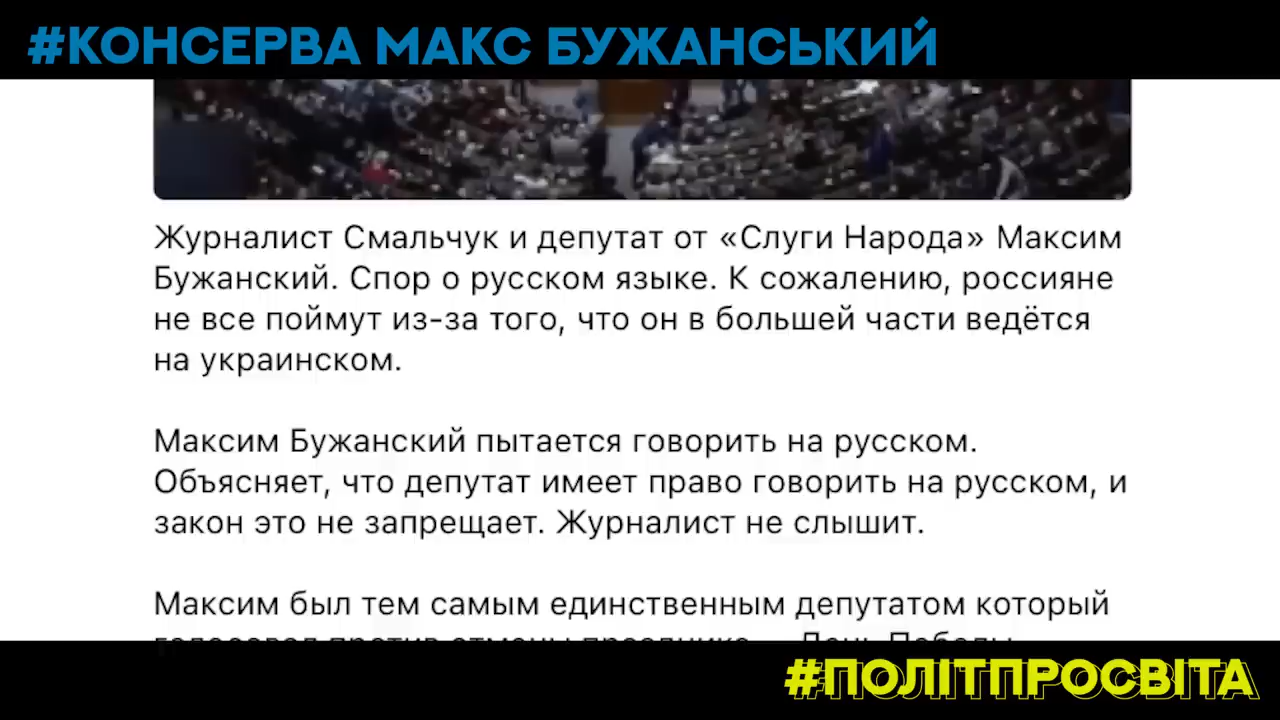 #КОНСЕРВА МАКС БУЖАНСЬКИЙ
Журналист Смальчук и депутат от «Слуги Народа» Максим
Бужанский. Спор о русском языке. К сожалению, россияне
не все поймут из-за того, что он в большей части ведётся
на украинском.
Максим Бужанский пытается говорить на русском.
Объясняет, что депутат имеет право говорить на русском, и
закон это не запрещает. Журналист не слышит.
Максим был тем самым единственным депутатом который
#ПОЛІТПРОСВІТА